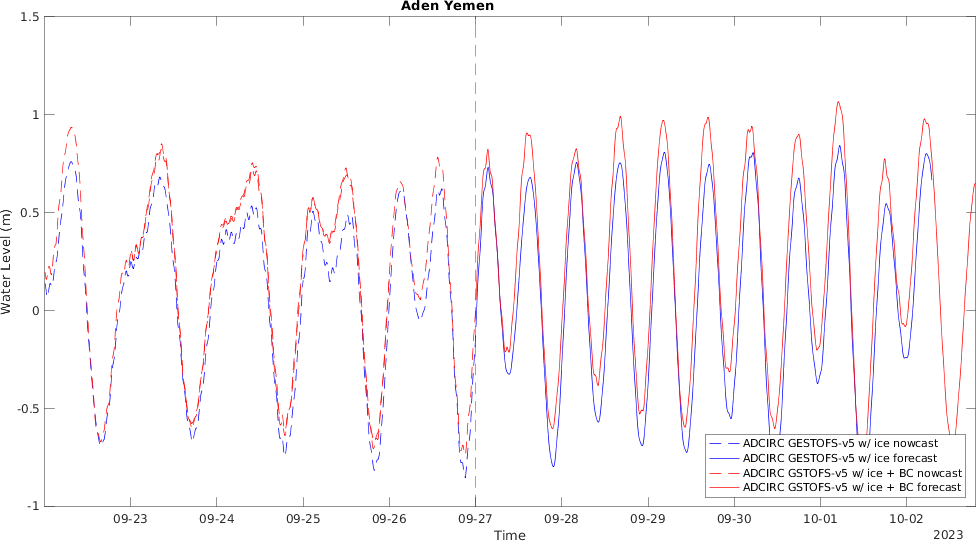 Aden Yemen
Water Level (m)
1.5
1
0.5
0
-0.5
-1
09-23 09-24 09-25 09-26 09-27 09-28 09-29 09-30 10-01 10-02
Time
2023
ADCIRC GESTOFS-v5 w/ ice nowcast
ADCIRC GESTOFS-v5 w/ ice forecast
ADCIRC GSTOFS-v5 w/ ice + BC nowcast
ADCIRC GSTOFS-v5 w/ ice + BC forecast